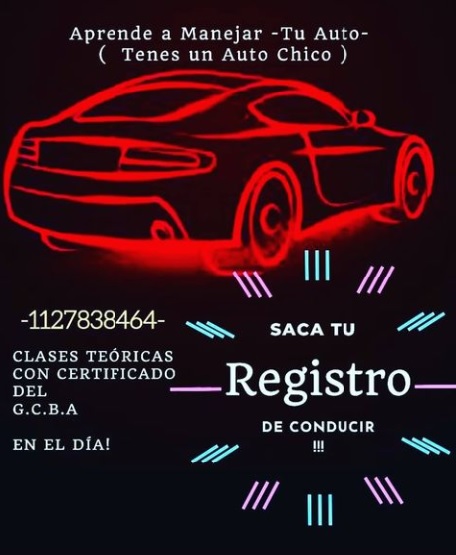 Aprende a Manejar -Tu Auto-
( Tenes un Auto Chico )
-1127838464-
CLASES TEÓRICAS
CON CERTIFICADO
DEL
G.C.B.A
EN EL DÍA!
SACA TU
Registro
DE CONDUCIR
!!!